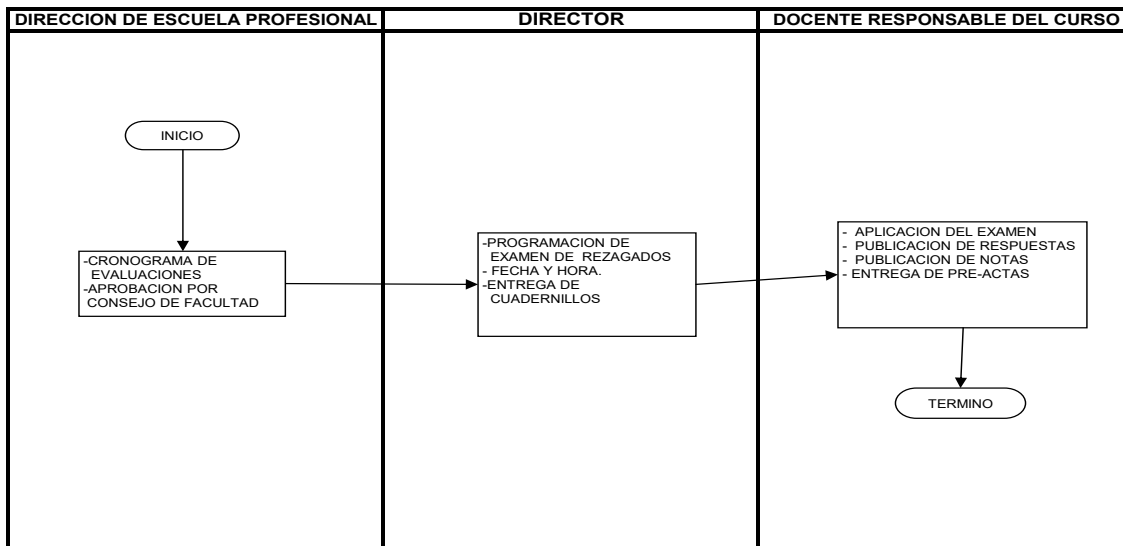 DIRECCION DE ESCUELA PROFESIONAL
DIRECTOR
DOCENTE RESPONSABLE DEL CURSO
INICIO
-CRONOGRAMA DE
EVALUACIONES
-APROBACION POR
CONSEJO DE FACULTAD
-PROGRAMACION DE
EXAMEN DE REZAGADOS
- FECHA Y HORA.
-ENTREGA DE
CUADERNILLOS
- APLICACION DEL EXAMEN
- PUBLICACION DE RESPUESTAS
- PUBLICACION DE NOTAS
- ENTREGA DE PRE-ACTAS
TERMINO